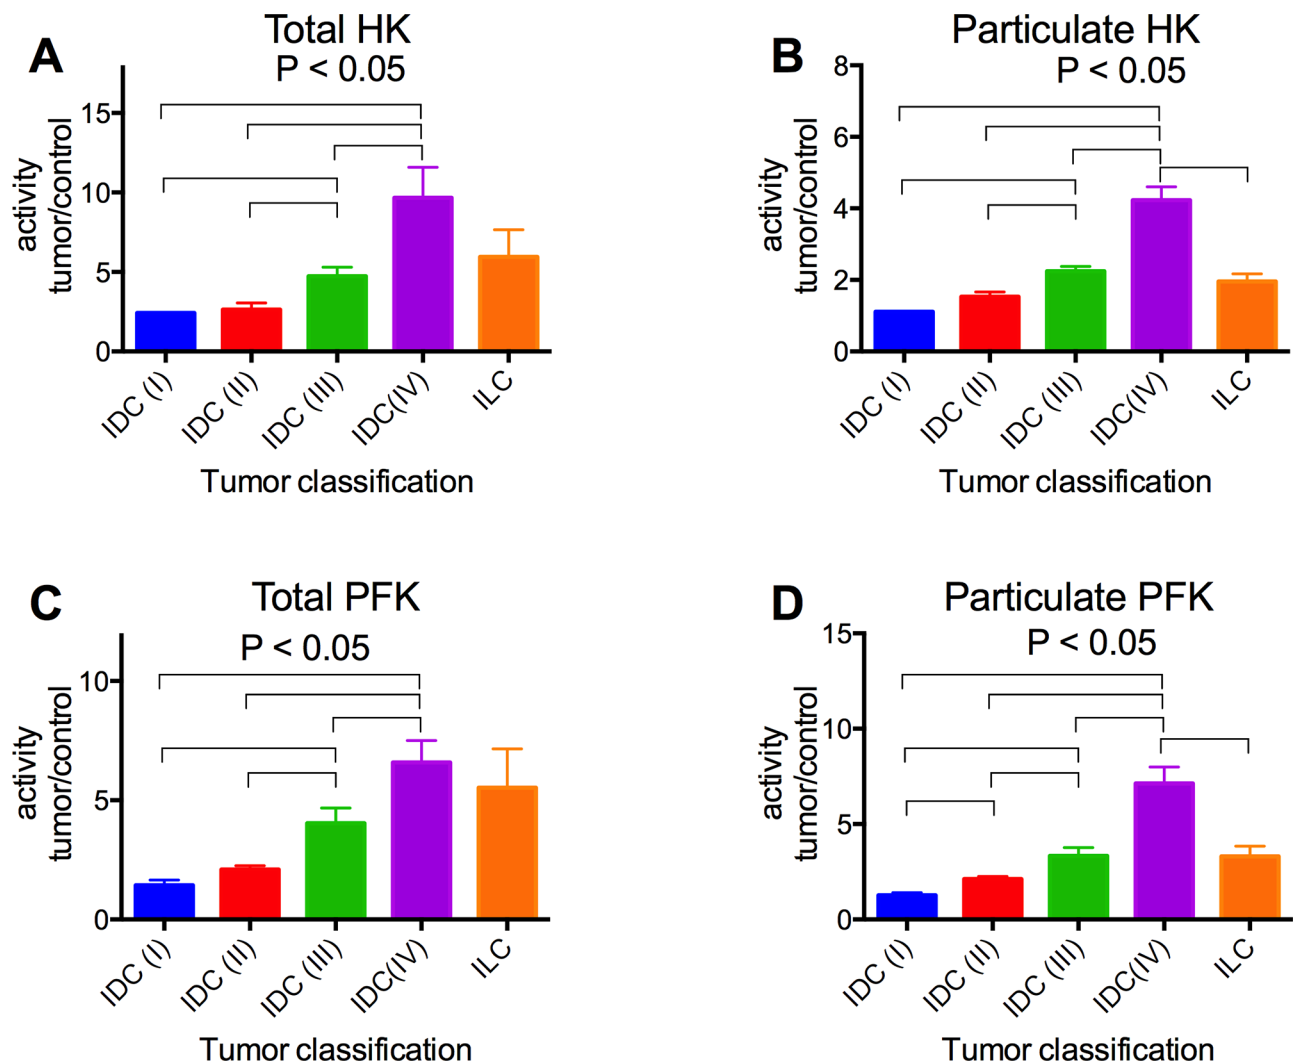 A
Total HK
P < 0.05
activity
tumor/control
15
10
5
0
IDC (I)
IDC (II)
IDC (III)
IDC(IV)
ILC
Tumor classification
B
Particulate HK
P < 0.05
activity
tumor/control
8
6
4
2
0
IDC (I)
IDC (II)
IDC (III)
IDC(IV)
ILC
Tumor classification
C
Total PFK
P < 0.05
activity
tumor/control
10
5
0
IDC (I)
IDC (II)
IDC (III)
IDC(IV)
ILC
Tumor classification
D
Particulate PFK
P < 0.05
activity
tumor/control
15
10
5
0
IDC (I)
IDC (II)
IDC (III)
IDC(IV)
ILC
Tumor classification